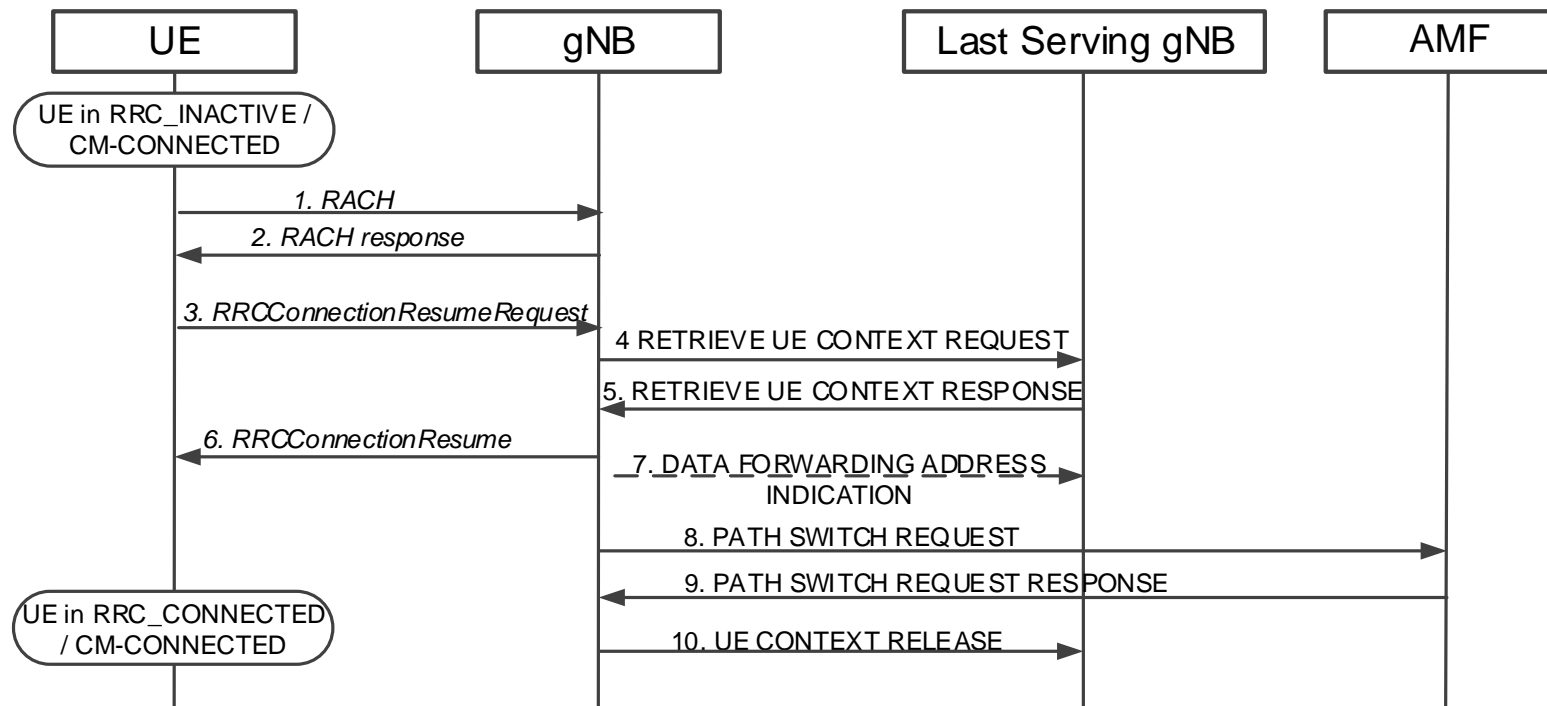 UE
gNB
Last Serving gNB
AMF
UE in RRC_INACTIVE /
CM-CONNECTED
1. RACH
2. RACH response
3. RRCConnectionResumeRequest
4 RETRIEVE UE CONTEXT REQUEST
5. RETRIEVE UE CONTEXT RESPONSE
6. RRCConnectionResume
7. DATA FORWARDING ADDRESS
INDICATION
8. PATH SWITCH REQUEST
9. PATH SWITCH REQUEST RESPONSE
UE in RRC_CONNECTED
/ CM-CONNECTED
10. UE CONTEXT RELEASE